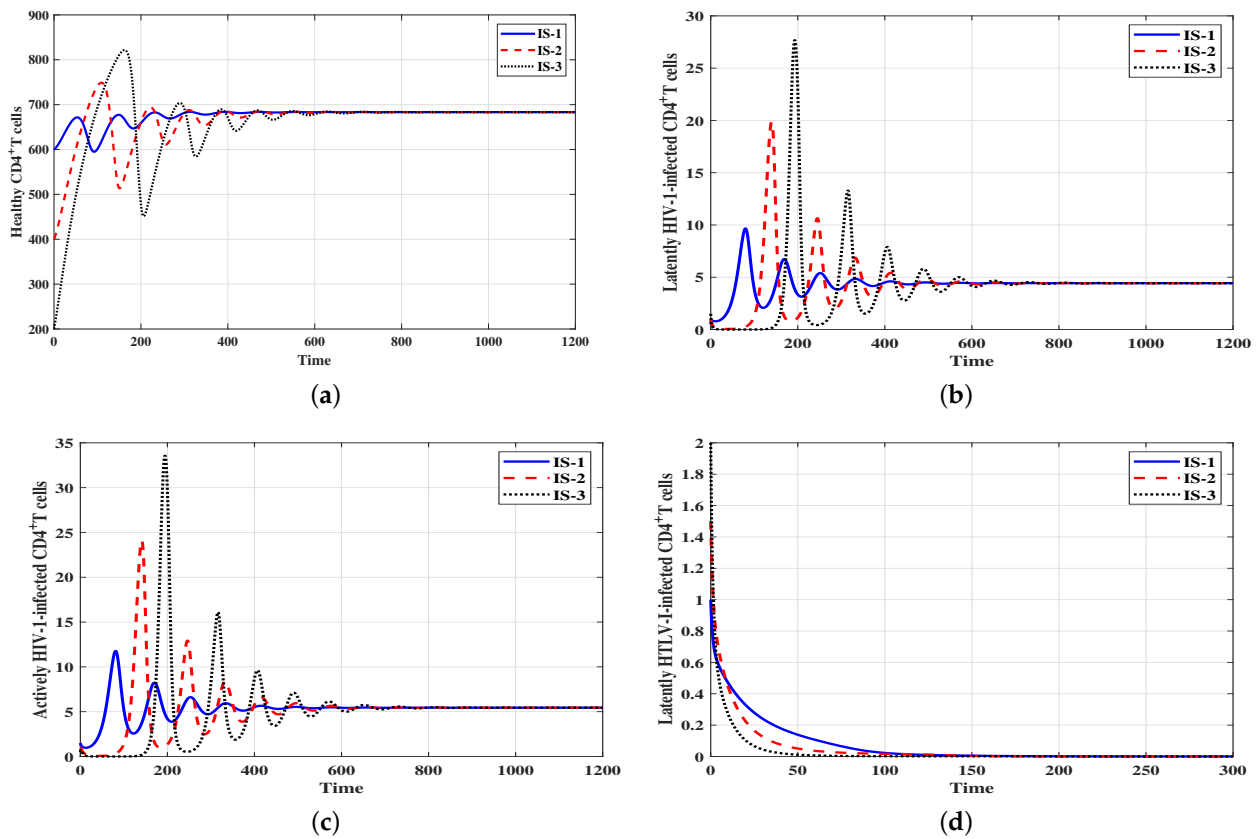 900
800
700
600
500
400
300
200
Healthy CD4⁺T cells
IS-1
IS-2
IS-3
0 200 400 600 800 1000 1200
Time
(a)
30
25
20
15
10
5
0
Latently HIV-1-infected CD4⁺T cells
IS-1
IS-2
IS-3
0 200 400 600 800 1000 1200
Time
(b)
35
30
25
20
15
10
5
0
Actively HIV-1-infected CD4⁺T cells
IS-1
IS-2
IS-3
0 200 400 600 800 1000 1200
Time
(c)
2
1.8
1.6
1.4
1.2
1
0.8
0.6
0.4
0.2
0
Latently HTLV-I-infected CD4⁺T cells
IS-1
IS-2
IS-3
0 50 100 150 200 250 300
Time
(d)